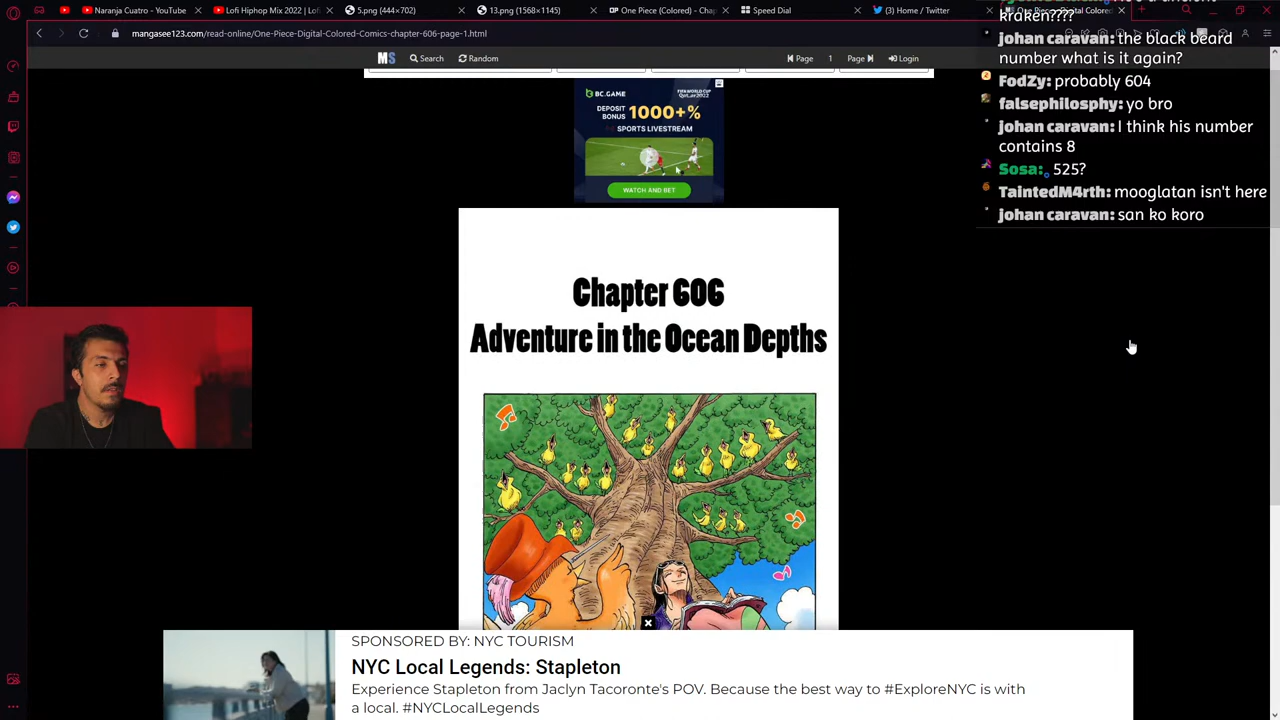 Naranja Cuatro - YouTube
Lofi Hiphop Mix 2022 | Lofi
5.png (444×702)
13.png (1568×1145)
One Piece (Colored) - Chap
Speed Dial
(3) Home / Twitter
mangasee123.com/read-online/One-Piece-Digital-Colored-Comics-chapter-606-page-1.html
MS
Search
Random
Page
1
Page
Login
BC.GAME
FIFA WORLD CUP
DEPOSIT
BONUS
1000+%
SPORTS LIVESTREAM
WATCH AND BET
kraken????
johan caravan: the black beard
number what is it again?
FodZy: probably 604
falsephilosphy: yo bro
johan caravan: I think his number
contains 8
Sosa: 525?
TaintedM4rth: mooglatan isn't here
johan caravan: san ko koro
Chapter 606
Adventure in the Ocean Depths
SPONSORED BY: NYC TOURISM
NYC Local Legends: Stapleton
Experience Stapleton from Jaclyn Tacoronte's POV. Because the best way to #ExploreNYC is with
a local. #NYCLocalLegends